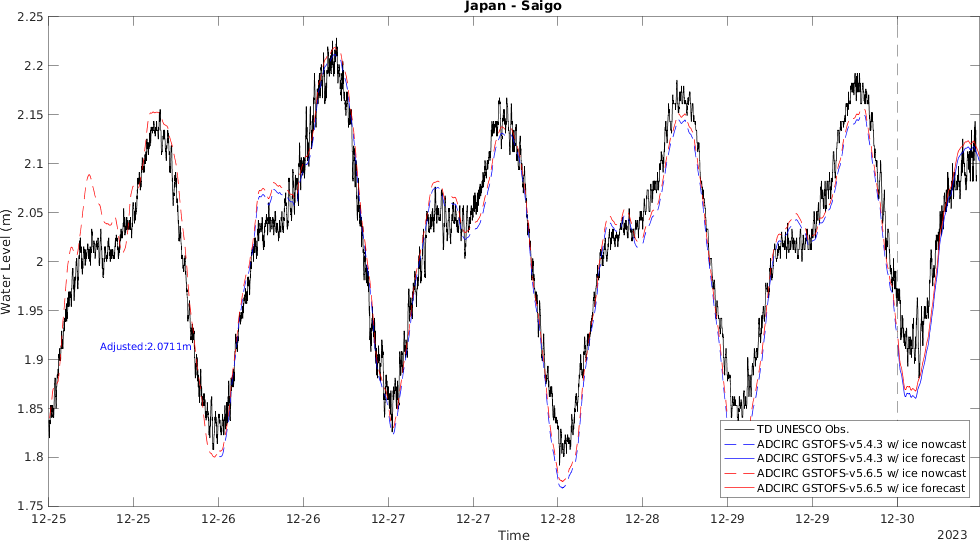 Japan - Saigo
2.25
2.2
2.15
2.1
2.05
2
1.95
1.9
1.85
1.8
1.75
Water Level (m)
Adjusted:2.0711m
TD UNESCO Obs.
ADCIRC GSTOFS-v5.4.3 w/ ice nowcast
ADCIRC GSTOFS-v5.4.3 w/ ice forecast
ADCIRC GSTOFS-v5.6.5 w/ ice nowcast
ADCIRC GSTOFS-v5.6.5 w/ ice forecast
12-25 12-25 12-26 12-26 12-27 12-27 12-28 12-28 12-29 12-29 12-30
Time
2023